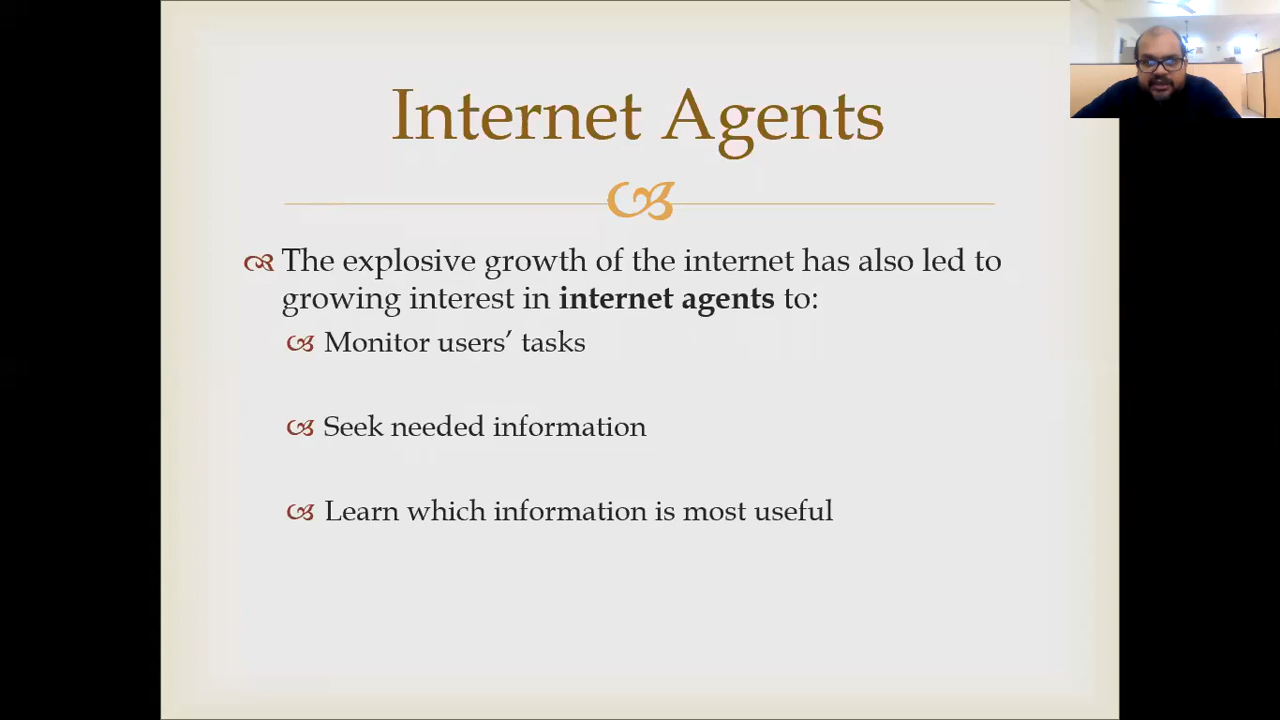 Internet Agents
The explosive growth of the internet has also led to
growing interest in internet agents to:
Monitor users’ tasks
Seek needed information
Learn which information is most useful